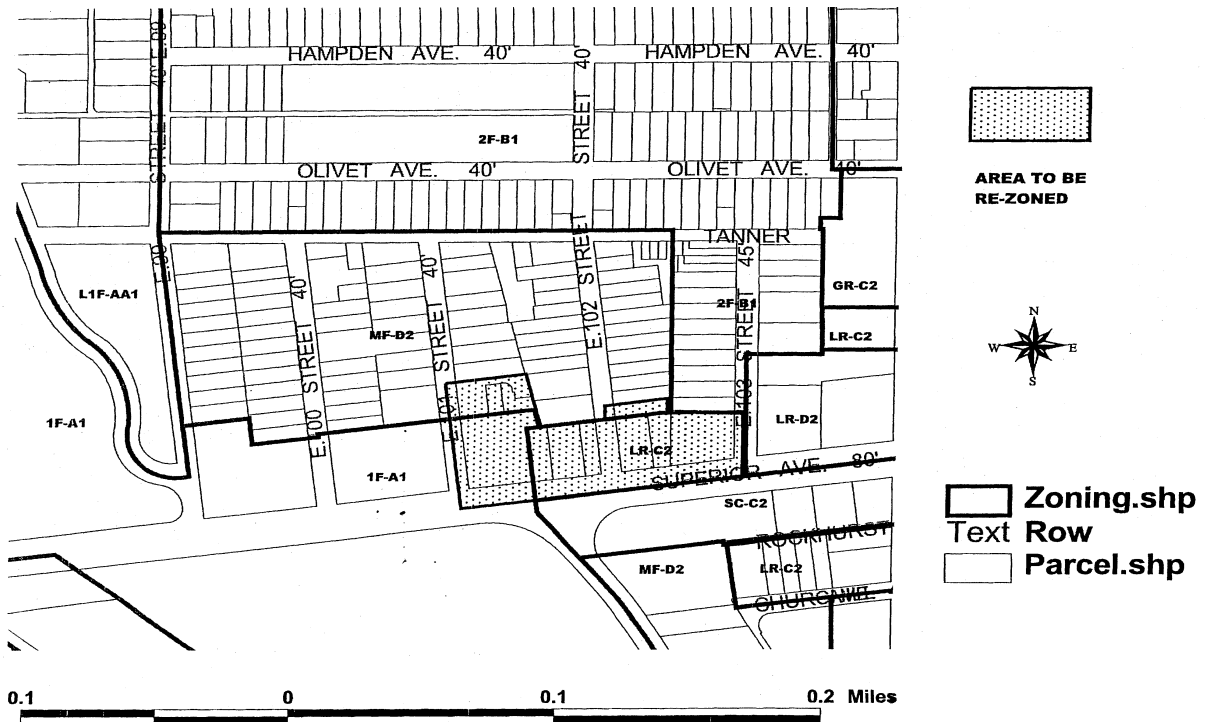 HAMPDEN AVE. 40'
HAMPDEN AVE. 40'
STREET 40'
STREET 40' E.99
2F-B1
OLIVET AVE. 40'
OLIVET AVE. 40'
AREA TO BE
RE-ZONED
TANNER
E.99
L1F-AA1
E.100 STREET 40'
MF-D2
E.101 STREET 40'
E.102 STREET
2F-B1
E.103 STREET 45'
GR-C2
LR-C2
N
W E
S
1F-A1
LR-D2
1F-A1
LR-C2
SUPERIOR AVE. 80'
SC-C2
ROCKHURST
MF-D2
LR-C2
Zoning.shp
Text Row
Parcel.shp
0.1 0 0.1 0.2 Miles